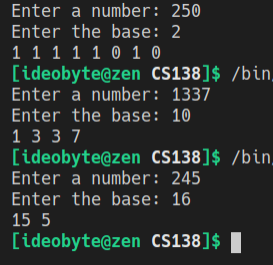 Enter a number: 250
Enter the base: 2
1 1 1 1 1 0 1 0
[ideobyte@zen CS138]$ /bin
Enter a number: 1337
Enter the base: 10
1 3 3 7
[ideobyte@zen CS138]$ /bin
Enter a number: 245
Enter the base: 16
15 5
[ideobyte@zen CS138]$